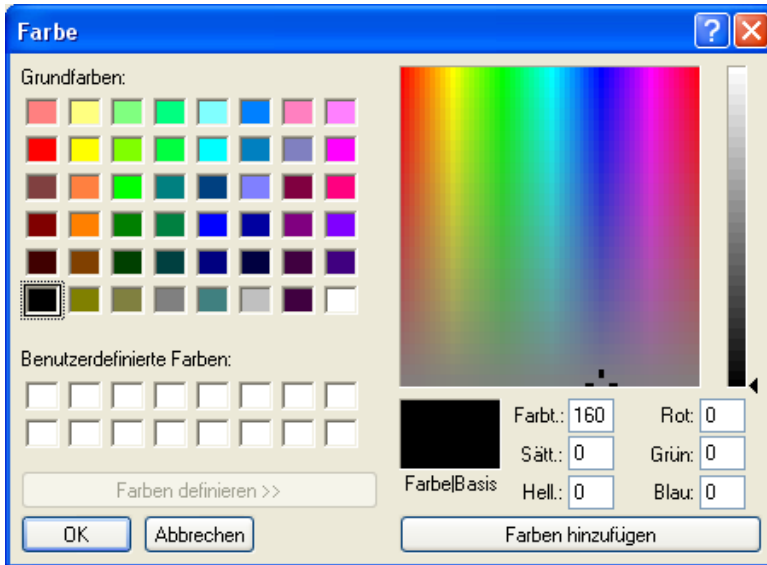 Farbe
Grundfarben:
Benutzerdefinierte Farben:
Farben definieren >>
OK Abbrechen
Farbe|Basis
Farbt.: 160 Rot: 0
Sätt.: 0 Grün: 0
Hell.: 0 Blau: 0
Farben hinzufügen